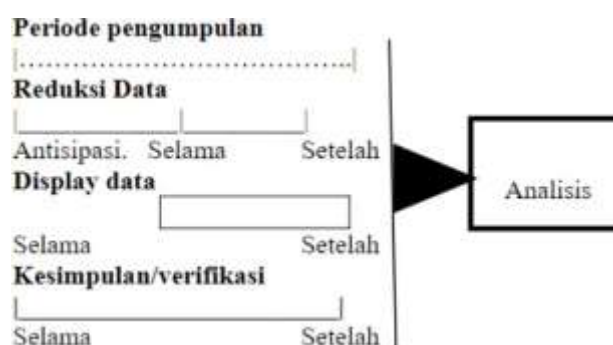 Periode pengumpulan
|.......................................|
Reduksi Data
Antisipasi. Selama Setelah
Display data
Selama Setelah
Kesimpulan/verifikasi
Selama Setelah
Analisis